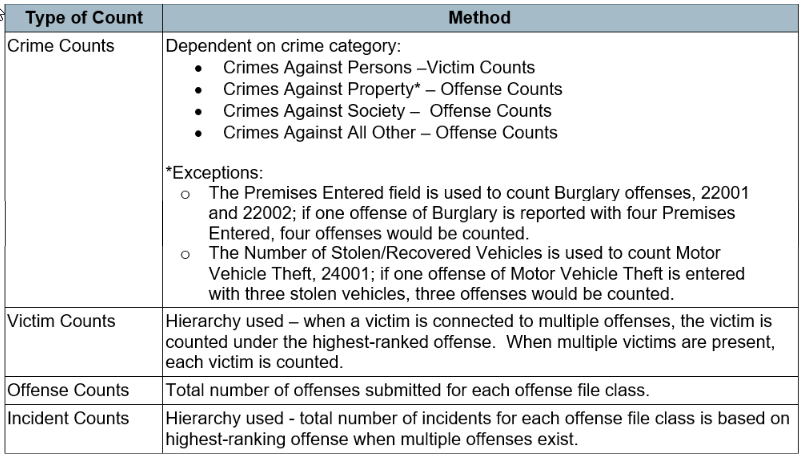 Type of Count Method
Crime Counts Dependent on crime category:
• Crimes Against Persons –Victim Counts
• Crimes Against Property* – Offense Counts
• Crimes Against Society – Offense Counts
• Crimes Against All Other – Offense Counts
*Exceptions:
o The Premises Entered field is used to count Burglary offenses, 22001
and 22002; if one offense of Burglary is reported with four Premises
Entered, four offenses would be counted.
o The Number of Stolen/Recovered Vehicles is used to count Motor
Vehicle Theft, 24001; if one offense of Motor Vehicle Theft is entered
with three stolen vehicles, three offenses would be counted.
Victim Counts Hierarchy used – when a victim is connected to multiple offenses, the victim is
counted under the highest-ranked offense. When multiple victims are present,
each victim is counted.
Offense Counts Total number of offenses submitted for each offense file class.
Incident Counts Hierarchy used - total number of incidents for each offense file class is based on
highest-ranking offense when multiple offenses exist.